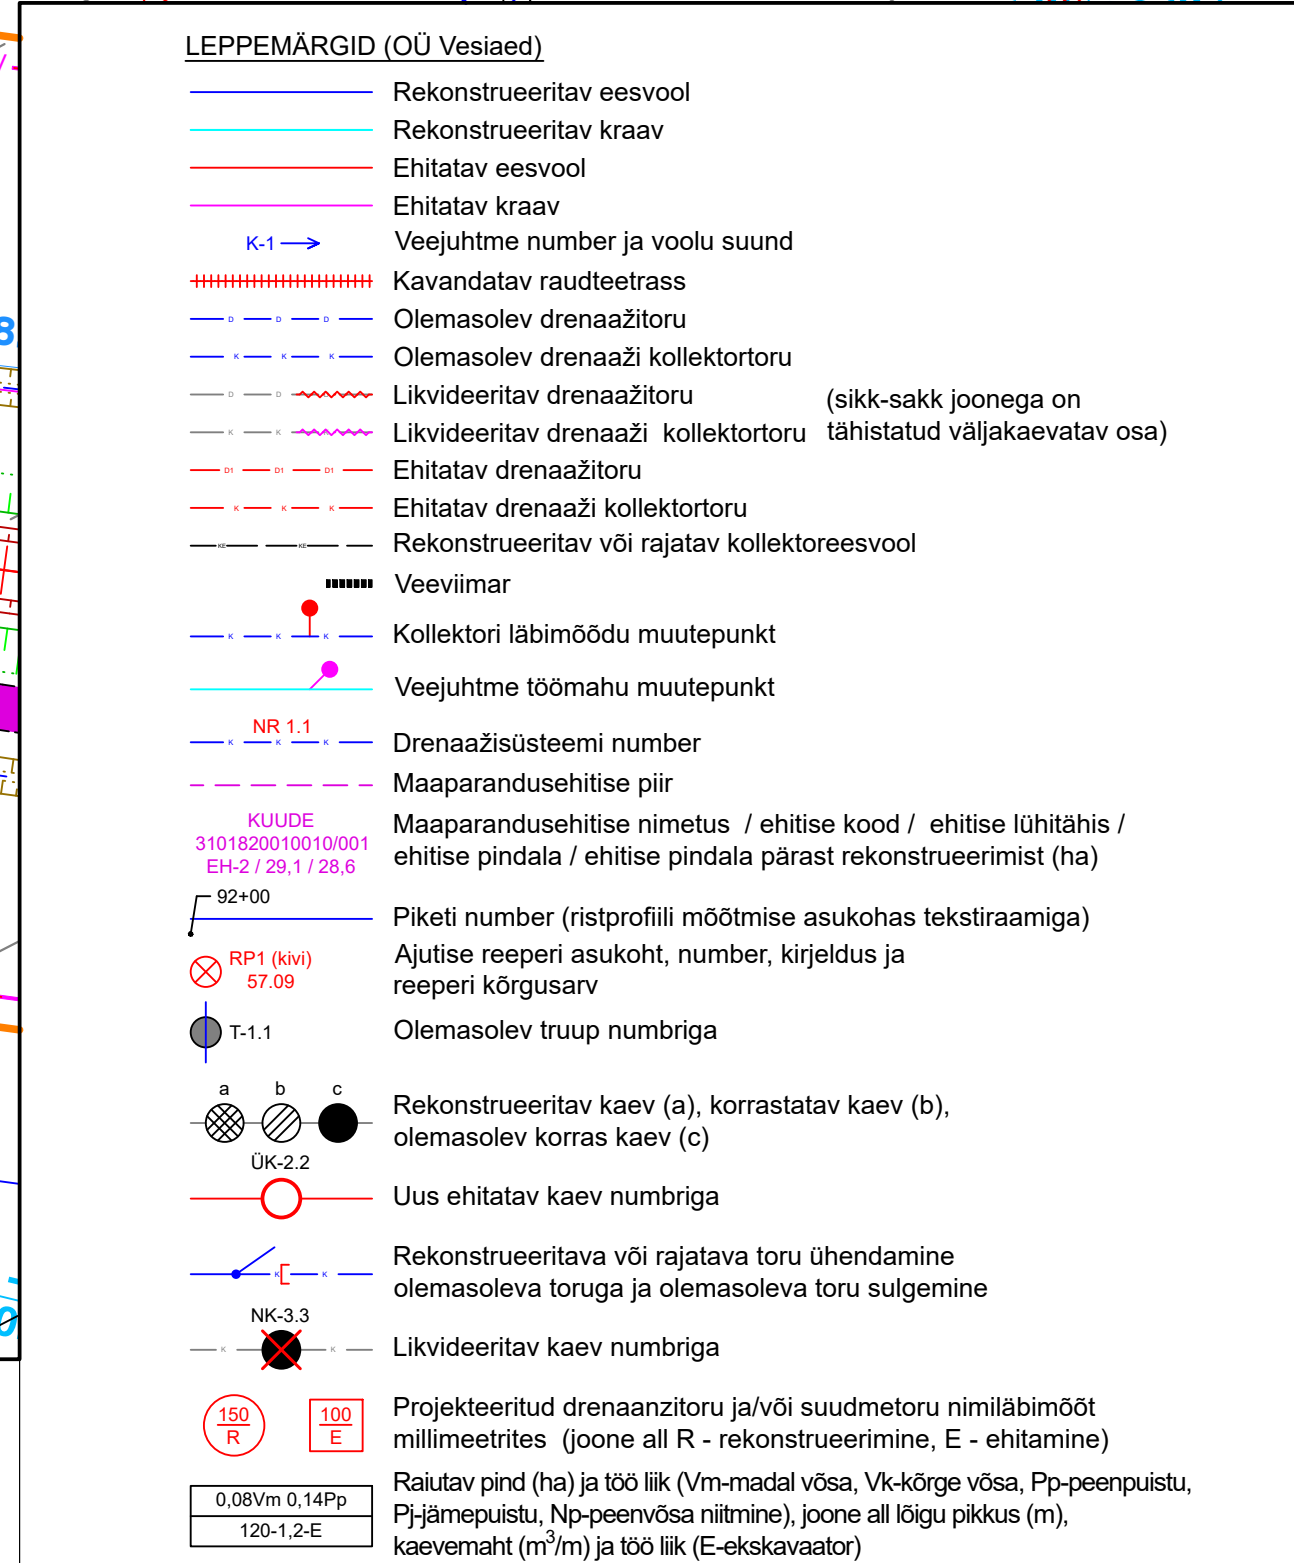 LEPPEMÄRGID (OÜ Vesiaed)
Rekonstrueeritav eesvool
Rekonstrueeritav kraav
Ehitatav eesvool
Ehitatav kraav
K-1 Veejuhtme number ja voolu suund
Kavandatav raudteetrass
D D D Olemasolev drenaažitoru
K K K Olemasolev drenaaži kollektortoru
D D Likvideeritav drenaažitoru (sikk-sakk joonega on
K K Likvideeritav drenaaži kollektortoru tähistatud väljakaevatav osa)
D1 D1 D1 Ehitatav drenaažitoru
K K K Ehitatav drenaaži kollektortoru
KE KE Rekonstrueeritav või rajatav kollektoreesvool
Veeviimar
K K K Kollektori läbimõõdu muutepunkt
Veejuhtme töömahu muutepunkt
NR 1.1
K K K Drenaažisüsteemi number
Maaparandusehitise piir
KUUDE
3101820010010/001
EH-2 / 29,1 / 28,6
Maaparandusehitise nimetus / ehitise kood / ehitise lühitähis /
ehitise pindala / ehitise pindala pärast rekonstrueerimist (ha)
92+00
Piketi number (ristprofiili mõõtmise asukohas tekstiraamiga)
RP1 (kivi)
57.09
Ajutise reeperi asukoht, number, kirjeldus ja
reeperi kõrgusarv
T-1.1 Olemasolev truup numbriga
a b c
Rekonstrueeritav kaev (a), korrastatav kaev (b),
olemasolev korras kaev (c)
ÜK-2.2
Uus ehitatav kaev numbriga
K K
Rekonstrueeritava või rajatava toru ühendamine
olemasoleva toruga ja olemasoleva toru sulgemine
NK-3.3
K K Likvideeritav kaev numbriga
150
R
100
E
Projekteeritud drenaanzitoru ja/või suudmetoru nimiläbimõõt
millimeetrites (joone all R - rekonstrueerimine, E - ehitamine)
0,08Vm 0,14Pp
120-1,2-E
Raiutav pind (ha) ja töö liik (Vm-madal võsa, Vk-kõrge võsa, Pp-peenpuistu,
Pj-jämepuistu, Np-peenvõsa niitmine), joone all lõigu pikkus (m),
kaevemaht (m³/m) ja töö liik (E-ekskavaator)
8
0